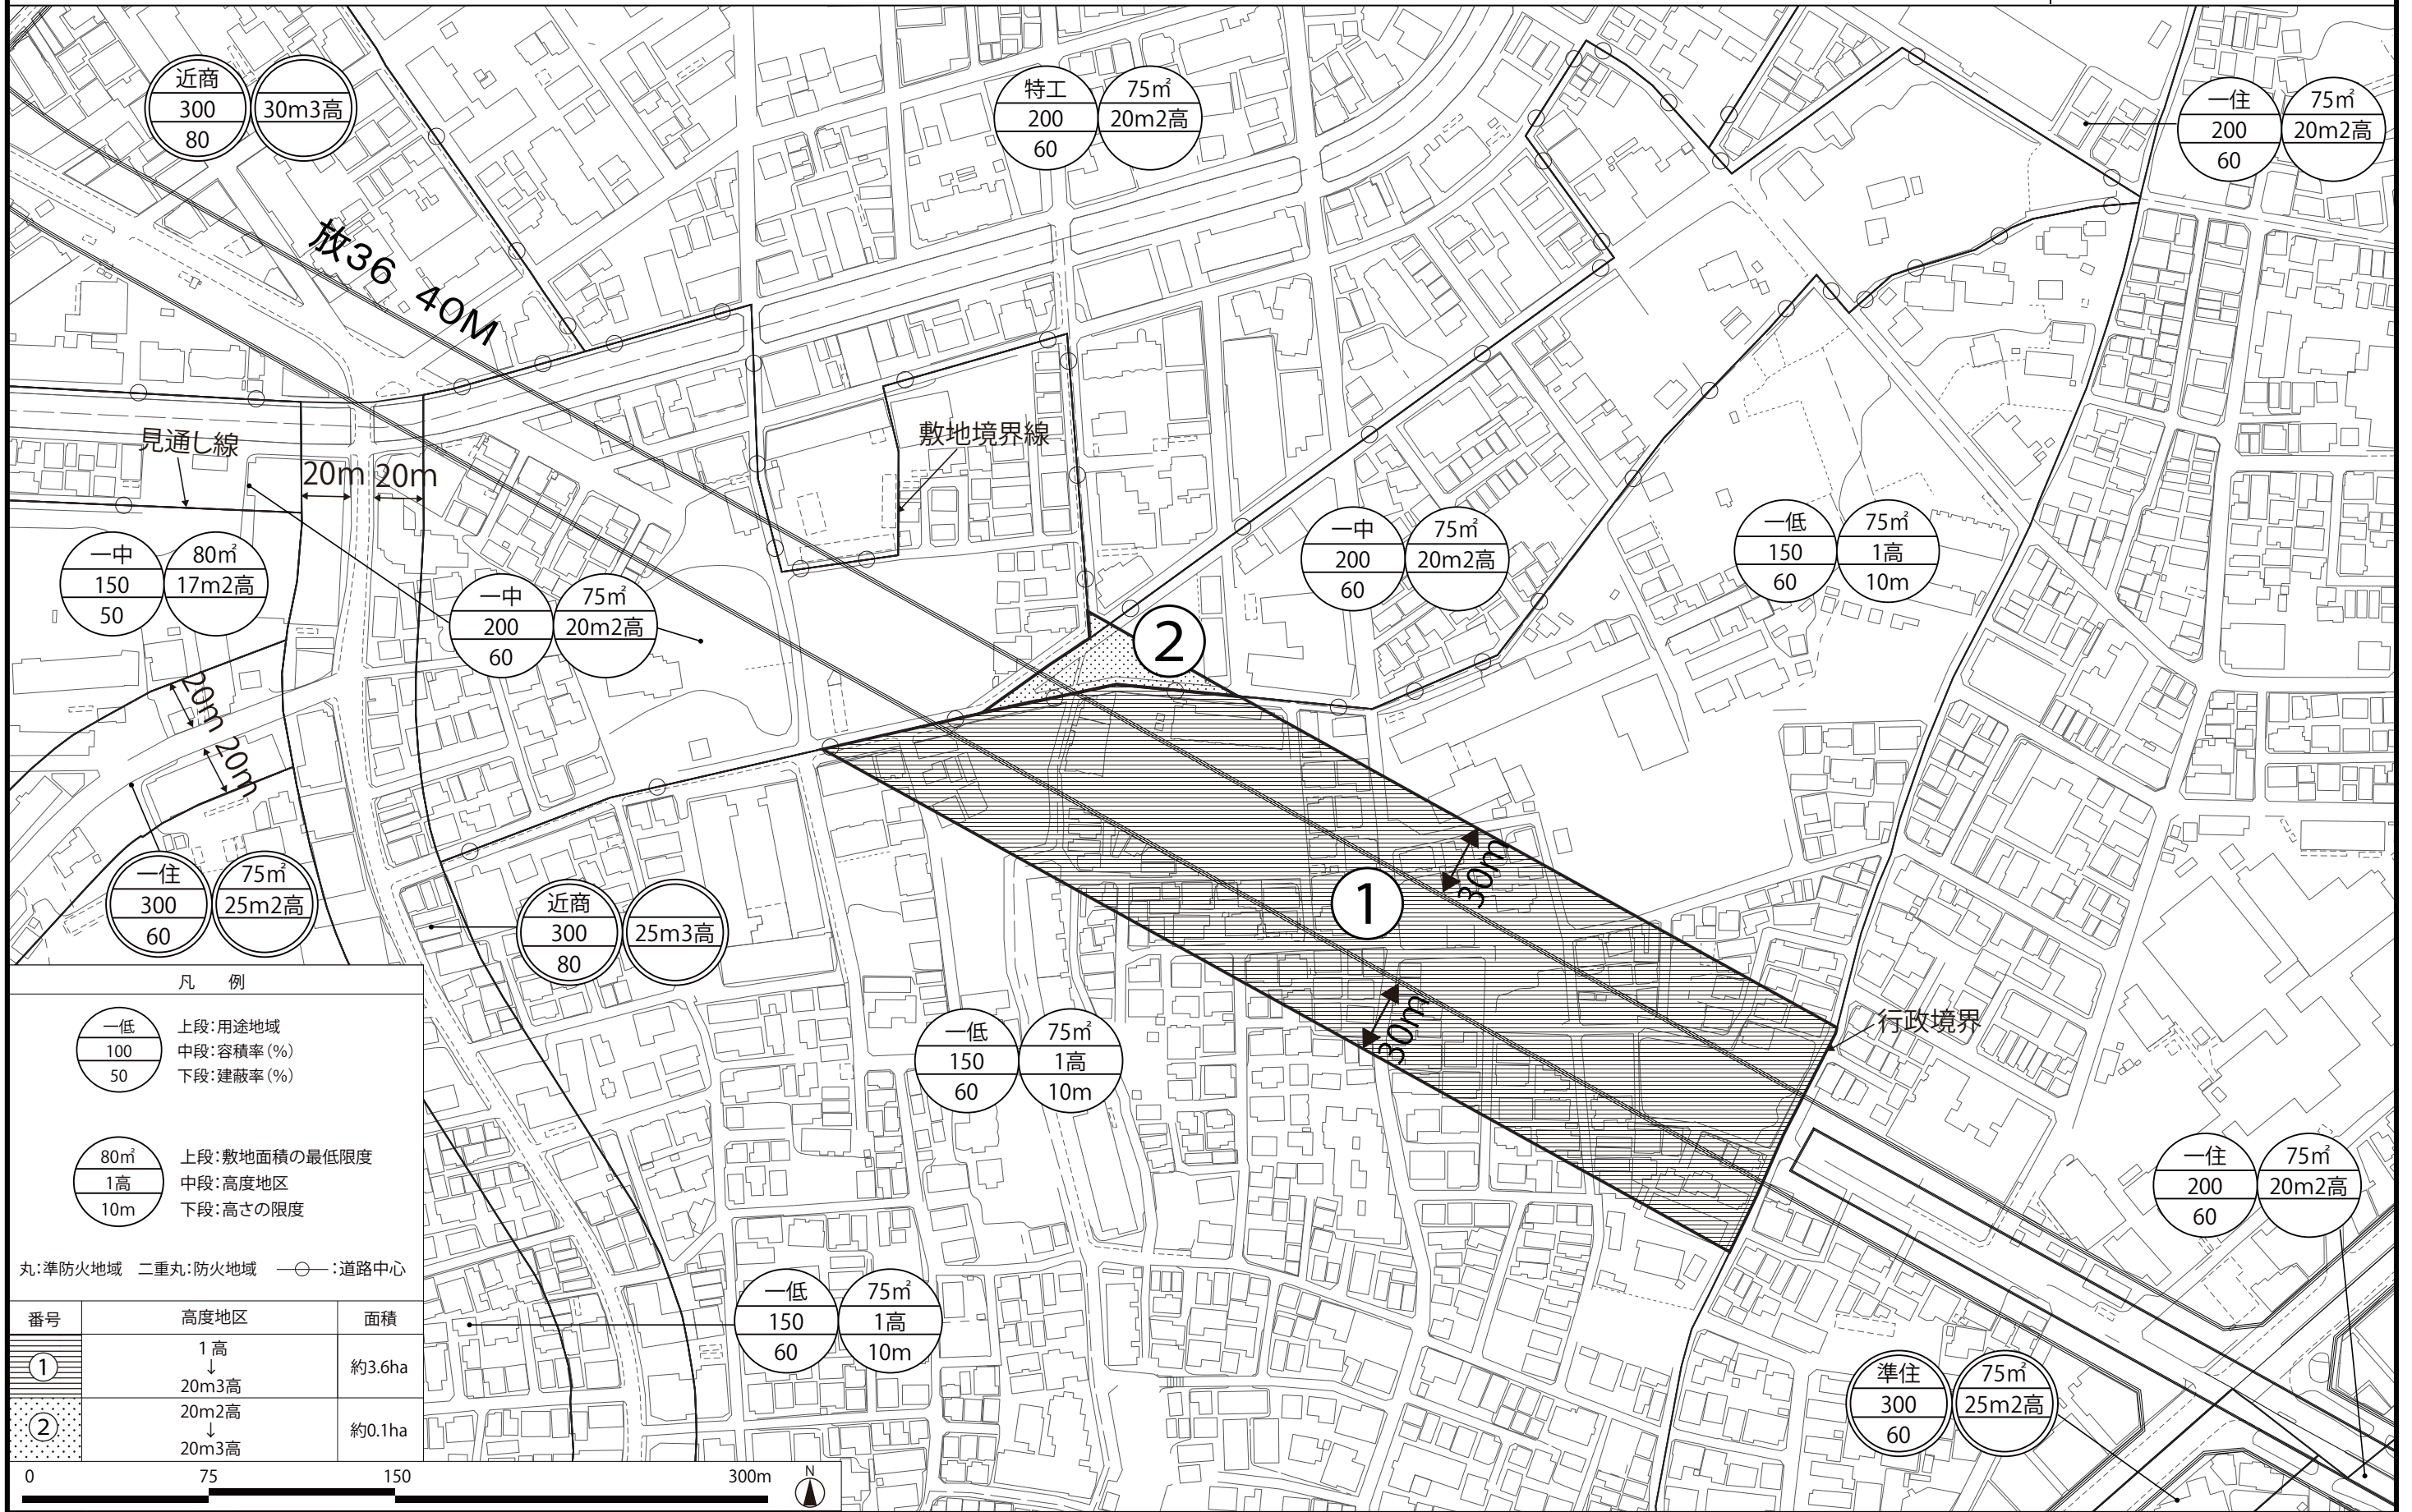 近商
300
80
30m3高
特工
200
60
75㎡
20m2高
一住
200
60
75㎡
20m2高
放36 40M
見通し線
20m
20m
敷地境界線
一中
150
50
80㎡
17m2高
一中
200
60
75㎡
20m2高
一中
200
60
75㎡
20m2高
一低
150
60
75㎡
1高
10m
②
20m
20m
一住
300
60
75㎡
25m2高
近商
300
80
25m3高
30m
①
30m
行政境界
一低
150
60
75㎡
1高
10m
一住
200
60
75㎡
20m2高
一低
150
60
75㎡
1高
10m
準住
300
60
75㎡
25m2高
凡 例
一低
100
50
上段:用途地域
中段:容積率(%)
下段:建蔽率(%)
80㎡
1高
10m
上段:敷地面積の最低限度
中段:高度地区
下段:高さの限度
丸:準防火地域 二重丸:防火地域 :道路中心
番号 高度地区 面積
① 1高 ↓ 20m3高 約3.6ha
② 20m2高 ↓ 20m3高 約0.1ha
0 75 150 300m
N